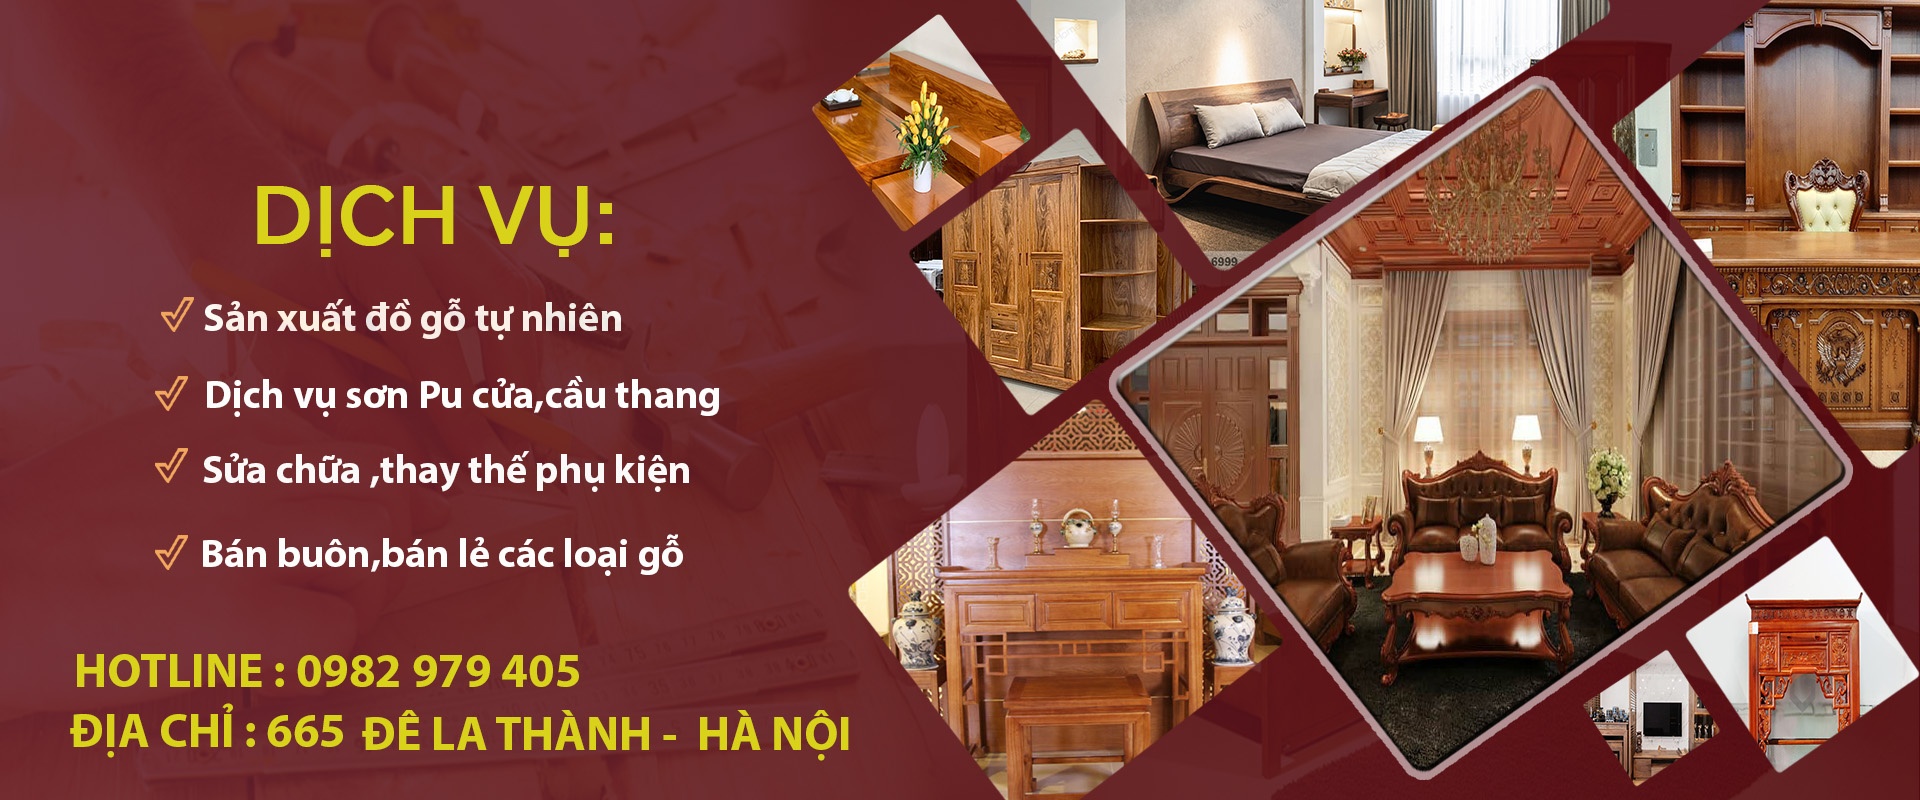 DỊCH VỤ:
Sản xuất đồ gỗ tự nhiên
Dịch vụ sơn Pu cửa,cầu thang
Sửa chữa ,thay thế phụ kiện
Bán buôn,bán lẻ các loại gỗ
HOTLINE : 0982 979 405
ĐỊA CHỈ : 665 ĐÊ LA THÀNH - HÀ NỘI
6999